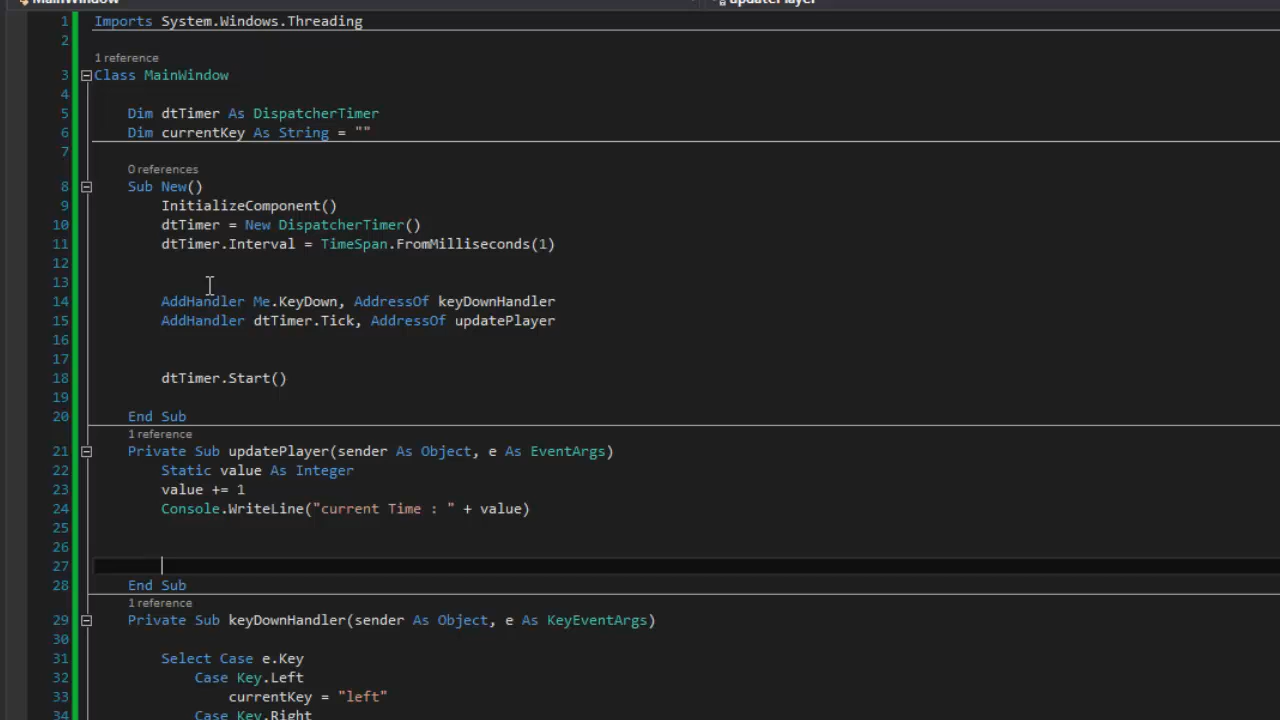 MainWindow updatePlayer
1 Imports System.Windows.Threading
2
1 reference
3 Class MainWindow
4
5 Dim dtTimer As DispatcherTimer
6 Dim currentKey As String = ""
7
0 references
8 Sub New()
9 InitializeComponent()
10 dtTimer = New DispatcherTimer()
11 dtTimer.Interval = TimeSpan.FromMilliseconds(1)
12
13
14 AddHandler Me.KeyDown, AddressOf keyDownHandler
15 AddHandler dtTimer.Tick, AddressOf updatePlayer
16
17
18 dtTimer.Start()
19
20 End Sub
1 reference
21 Private Sub updatePlayer(sender As Object, e As EventArgs)
22 Static value As Integer
23 value += 1
24 Console.WriteLine("current Time : " + value)
25
26
27
28 End Sub
1 reference
29 Private Sub keyDownHandler(sender As Object, e As KeyEventArgs)
30
31 Select Case e.Key
32 Case Key.Left
33 currentKey = "left"
34 Case Key.Right